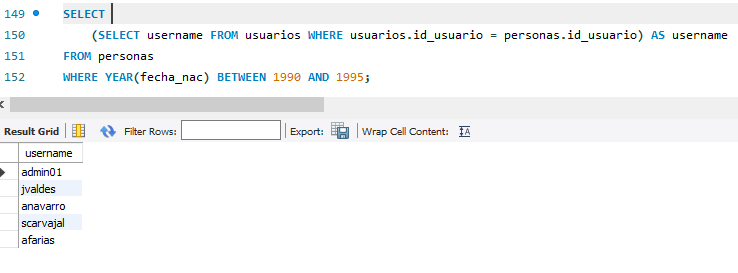 149 SELECT
150 (SELECT username FROM usuarios WHERE usuarios.id_usuario = personas.id_usuario) AS username
151 FROM personas
152 WHERE YEAR(fecha_nac) BETWEEN 1990 AND 1995;
Result Grid Filter Rows: Export: Wrap Cell Content:
username
admin01
jvaldes
anavarro
scarvajal
afarias